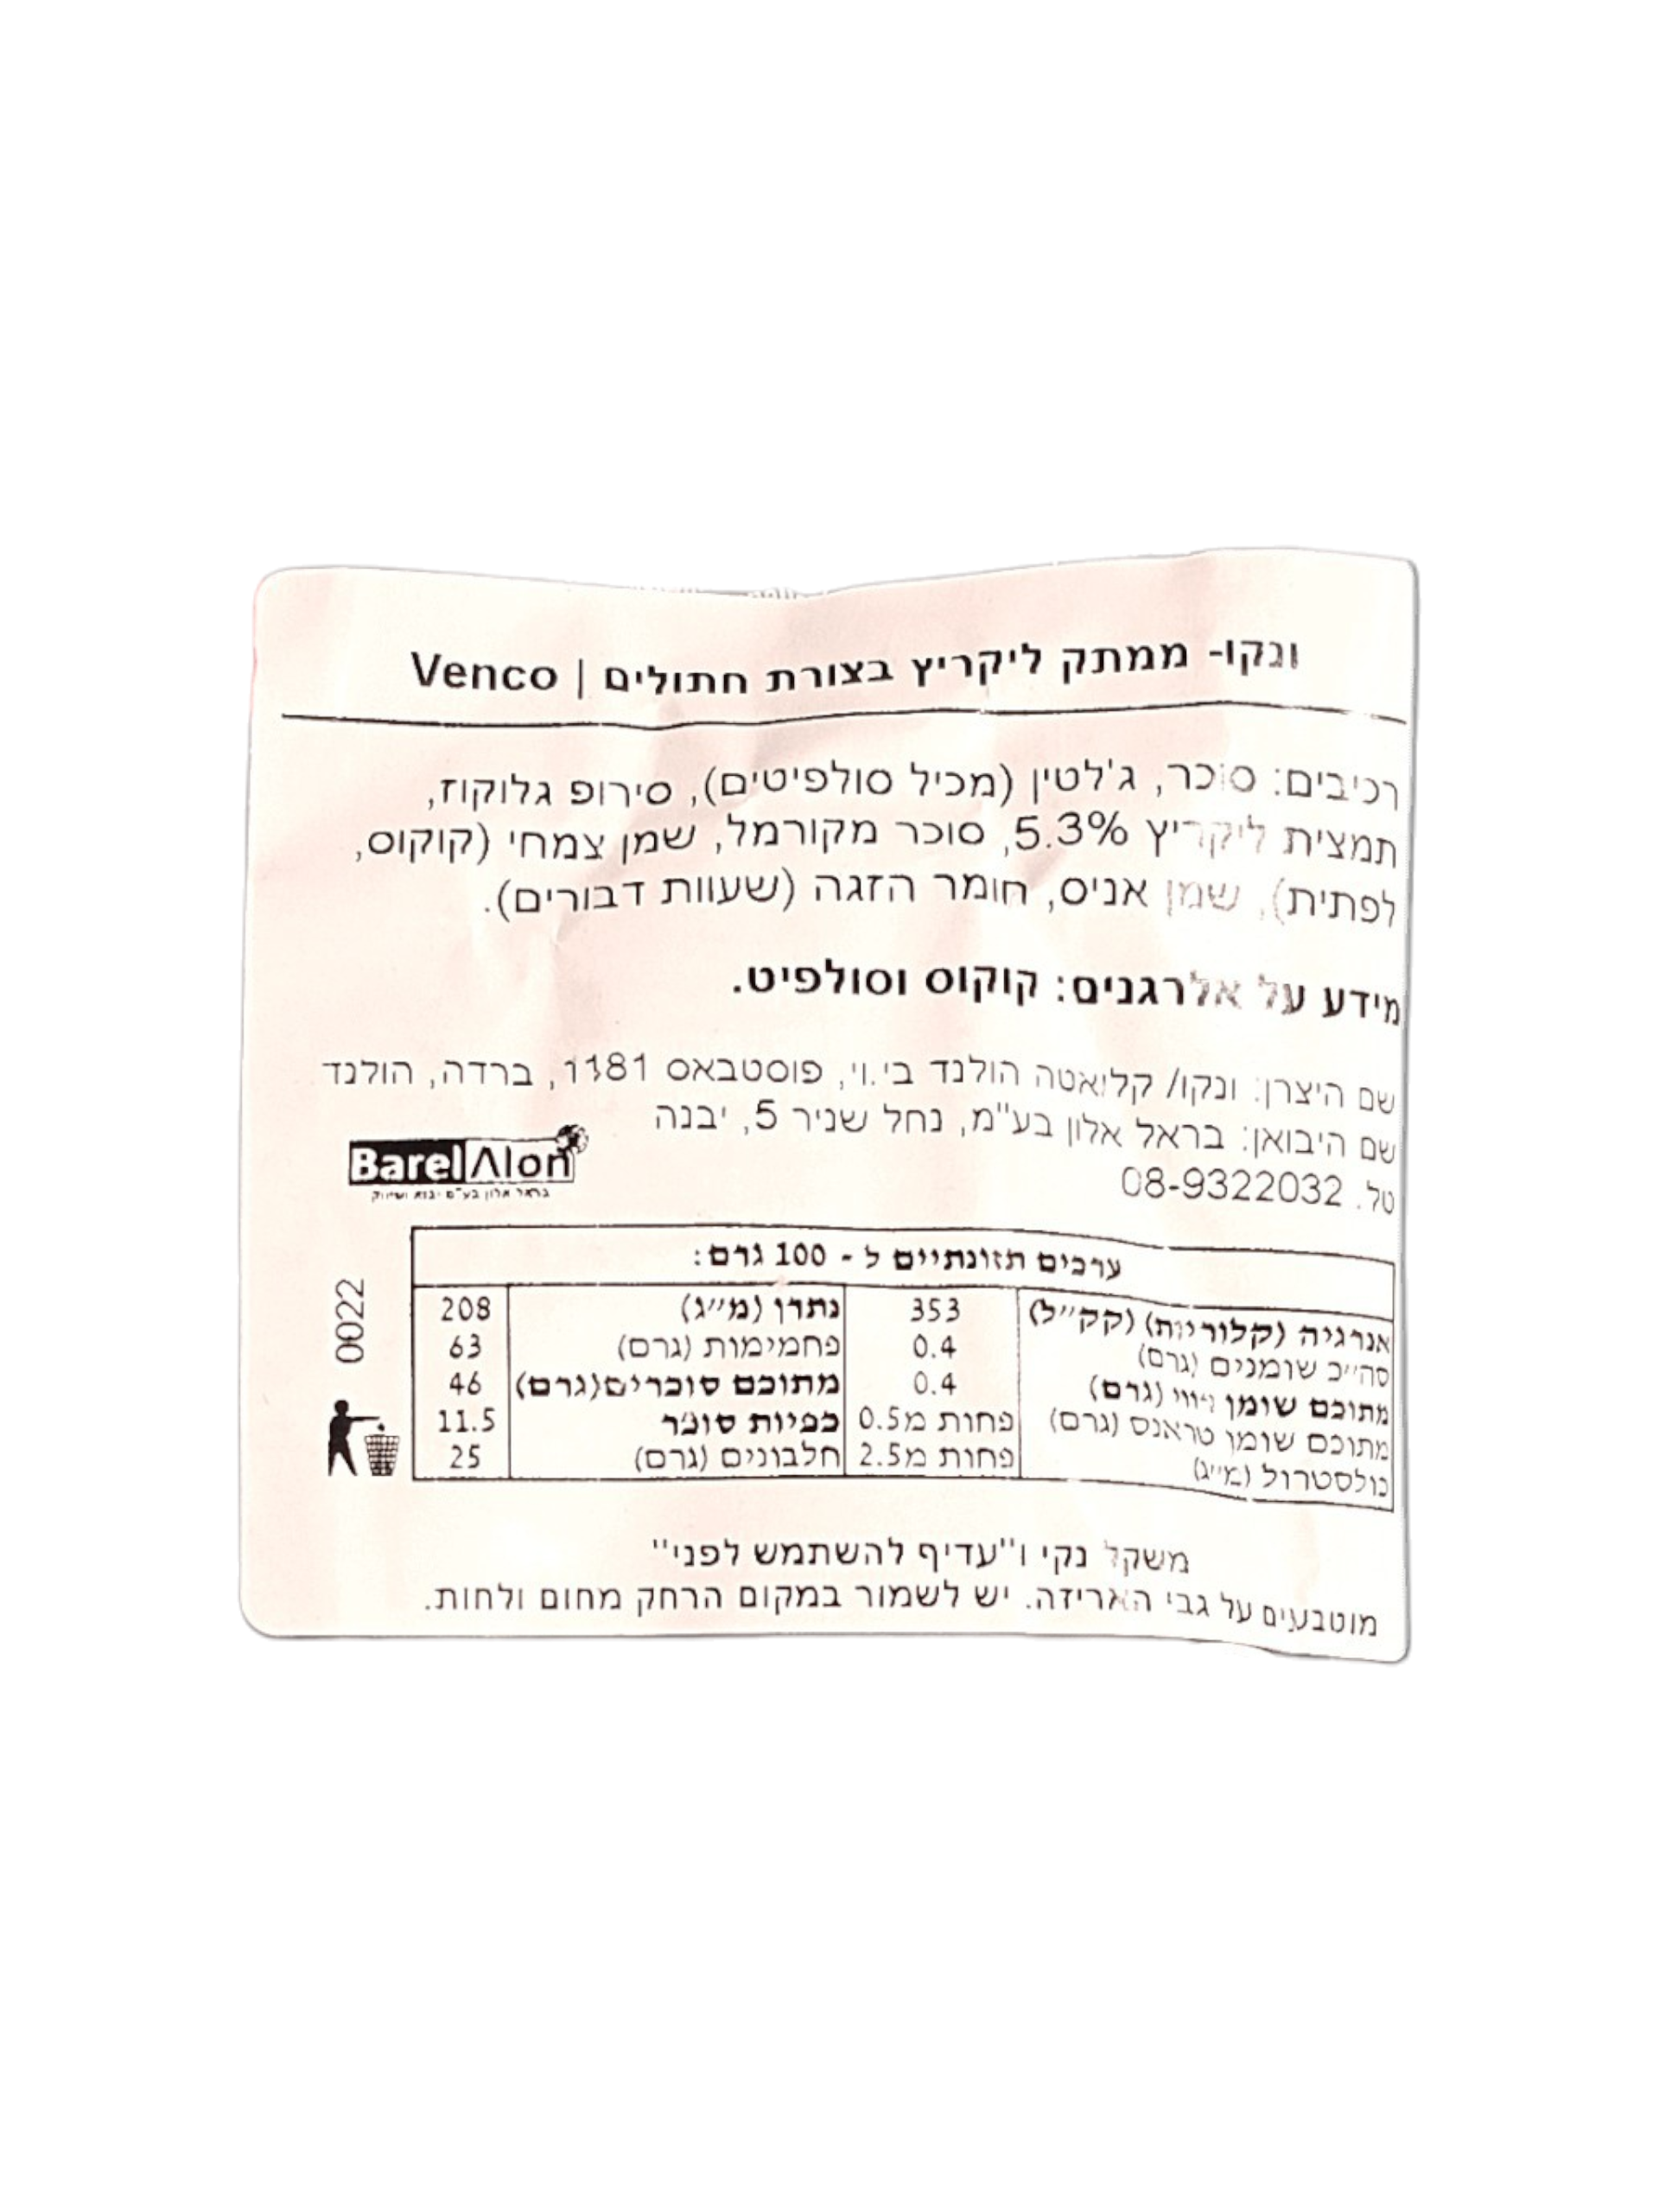 ונקו- ממתק ליקריץ בצורת חתולים | Venco
רכיבים: סוכר, ג'לטין (מכיל סולפיטים), סירופ גלוקוז,
תמצית ליקריץ 5.3%, סוכר מקורמל, שמן צמחי (קוקוס,
לפתית), שמן אניס, חומר הזגה (שעוות דבורים).
מידע על אלרגנים: קוקוס וסולפיט.
שם היצרן: ונקו/ קליאטה הולנד בי.וי, פוסטבאס 1181, ברדה, הולנד
שם היבואן: בראל אלון בע"מ, נחל שניר 5, יבנה
טל. 08-9322032
Barel Alon
בראל אלון בע"מ יבוא ושיווק
ערכים תזונתיים ל - 100 גרם:
אנרגיה (קלוריות) (קק"ל) 353 נתרן (מ"ג) 208
סה"כ שומנים (גרם) 0.4 פחמימות (גרם) 63
מתוכם שומן רווי (גרם) 0.4 מתוכם סוכרים(גרם) 46
מתוכם שומן טראנס (גרם) פחות מ0.5 כפיות סוכר 11.5
כולסטרול (מ"ג) פחות מ2.5 חלבונים (גרם) 25
0022
משקל נקי ו"עדיף להשתמש לפני"
מוטבעים על גבי האריזה. יש לשמור במקום הרחק מחום ולחות.